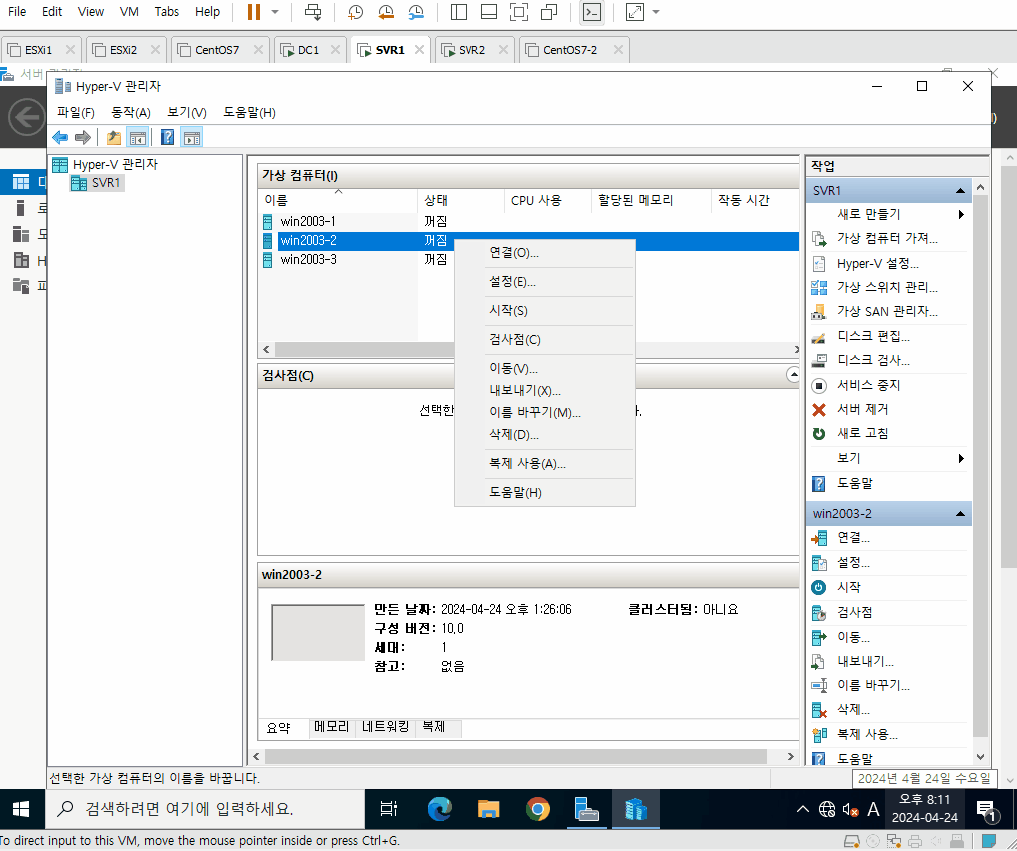 File Edit View VM Tabs Help
ESXi1 ESXi2 CentOS7 DC1 SVR1 SVR2 CentOS7-2
Hyper-V 관리자
파일(F) 동작(A) 보기(V) 도움말(H)
Hyper-V 관리자
SVR1
가상 컴퓨터(I)
이름 상태 CPU 사용 할당된 메모리 작동 시간
win2003-1 꺼짐
win2003-2 꺼짐
win2003-3 꺼짐
연결(O)...
설정(E)...
시작(S)
검사점(C)
이동(V)...
내보내기(X)...
이름 바꾸기(M)...
삭제(D)...
복제 사용(A)...
도움말(H)
검사점(C)
선택한
win2003-2
만든 날짜: 2024-04-24 오후 1:26:06 클러스터됨: 아니요
구성 버전: 10.0
세대: 1
참고: 없음
요약 메모리 네트워킹 복제
작업
SVR1
새로 만들기
가상 컴퓨터 가져...
Hyper-V 설정...
가상 스위치 관리...
가상 SAN 관리자...
디스크 편집...
디스크 검사...
서비스 중지
서버 제거
새로 고침
보기
도움말
win2003-2
연결...
설정...
시작
검사점
이동...
내보내기...
이름 바꾸기...
삭제...
복제 사용...
도움말
선택한 가상 컴퓨터의 이름을 바꿉니다.
2024년 4월 24일 수요일
검색하려면 여기에 입력하세요.
A
오후 8:11
2024-04-24
1
To direct input to this VM, move the mouse pointer inside or press Ctrl+G.